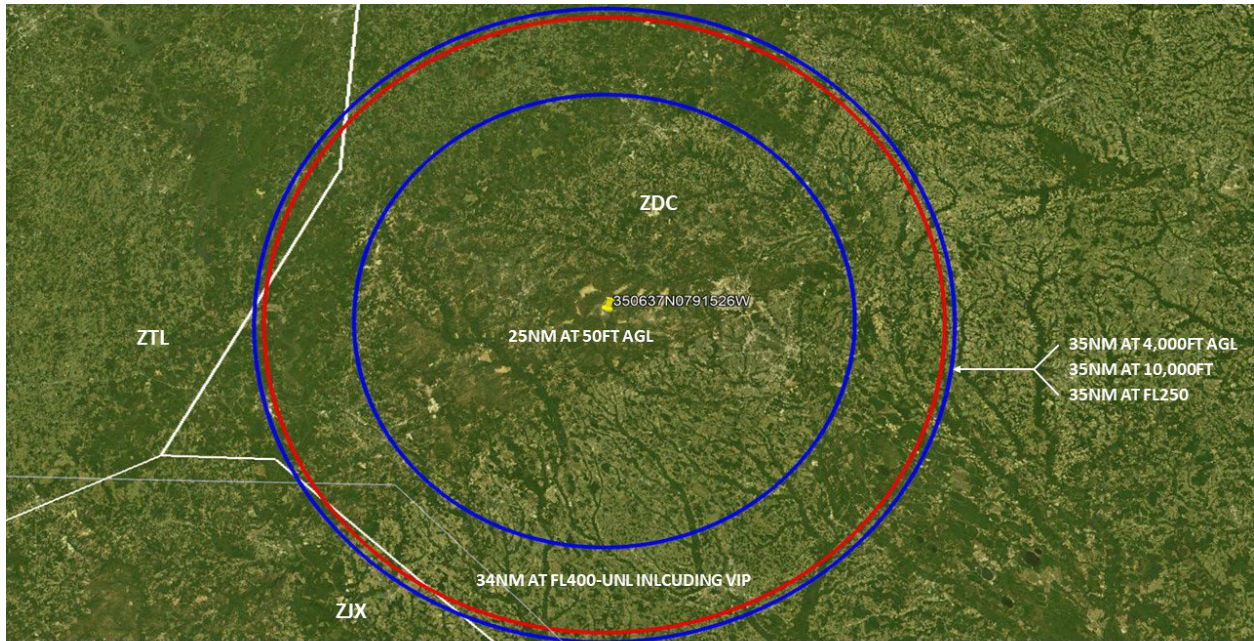 ZDC
350637N0791526W
25NM AT 50FT AGL
ZTL
35NM AT 4,000FT AGL
35NM AT 10,000FT
35NM AT FL250
34NM AT FL400-UNL INLCUDING VIP
ZJX